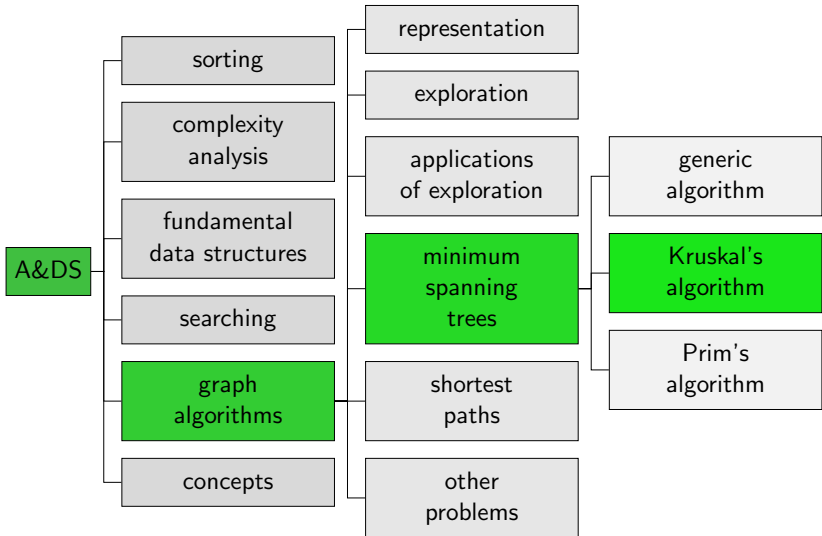 A&DS
sorting
complexity
analysis
fundamental
data structures
searching
graph
algorithms
concepts
representation
exploration
applications
of exploration
minimum
spanning
trees
shortest
paths
other
problems
generic
algorithm
Kruskal's
algorithm
Prim's
algorithm